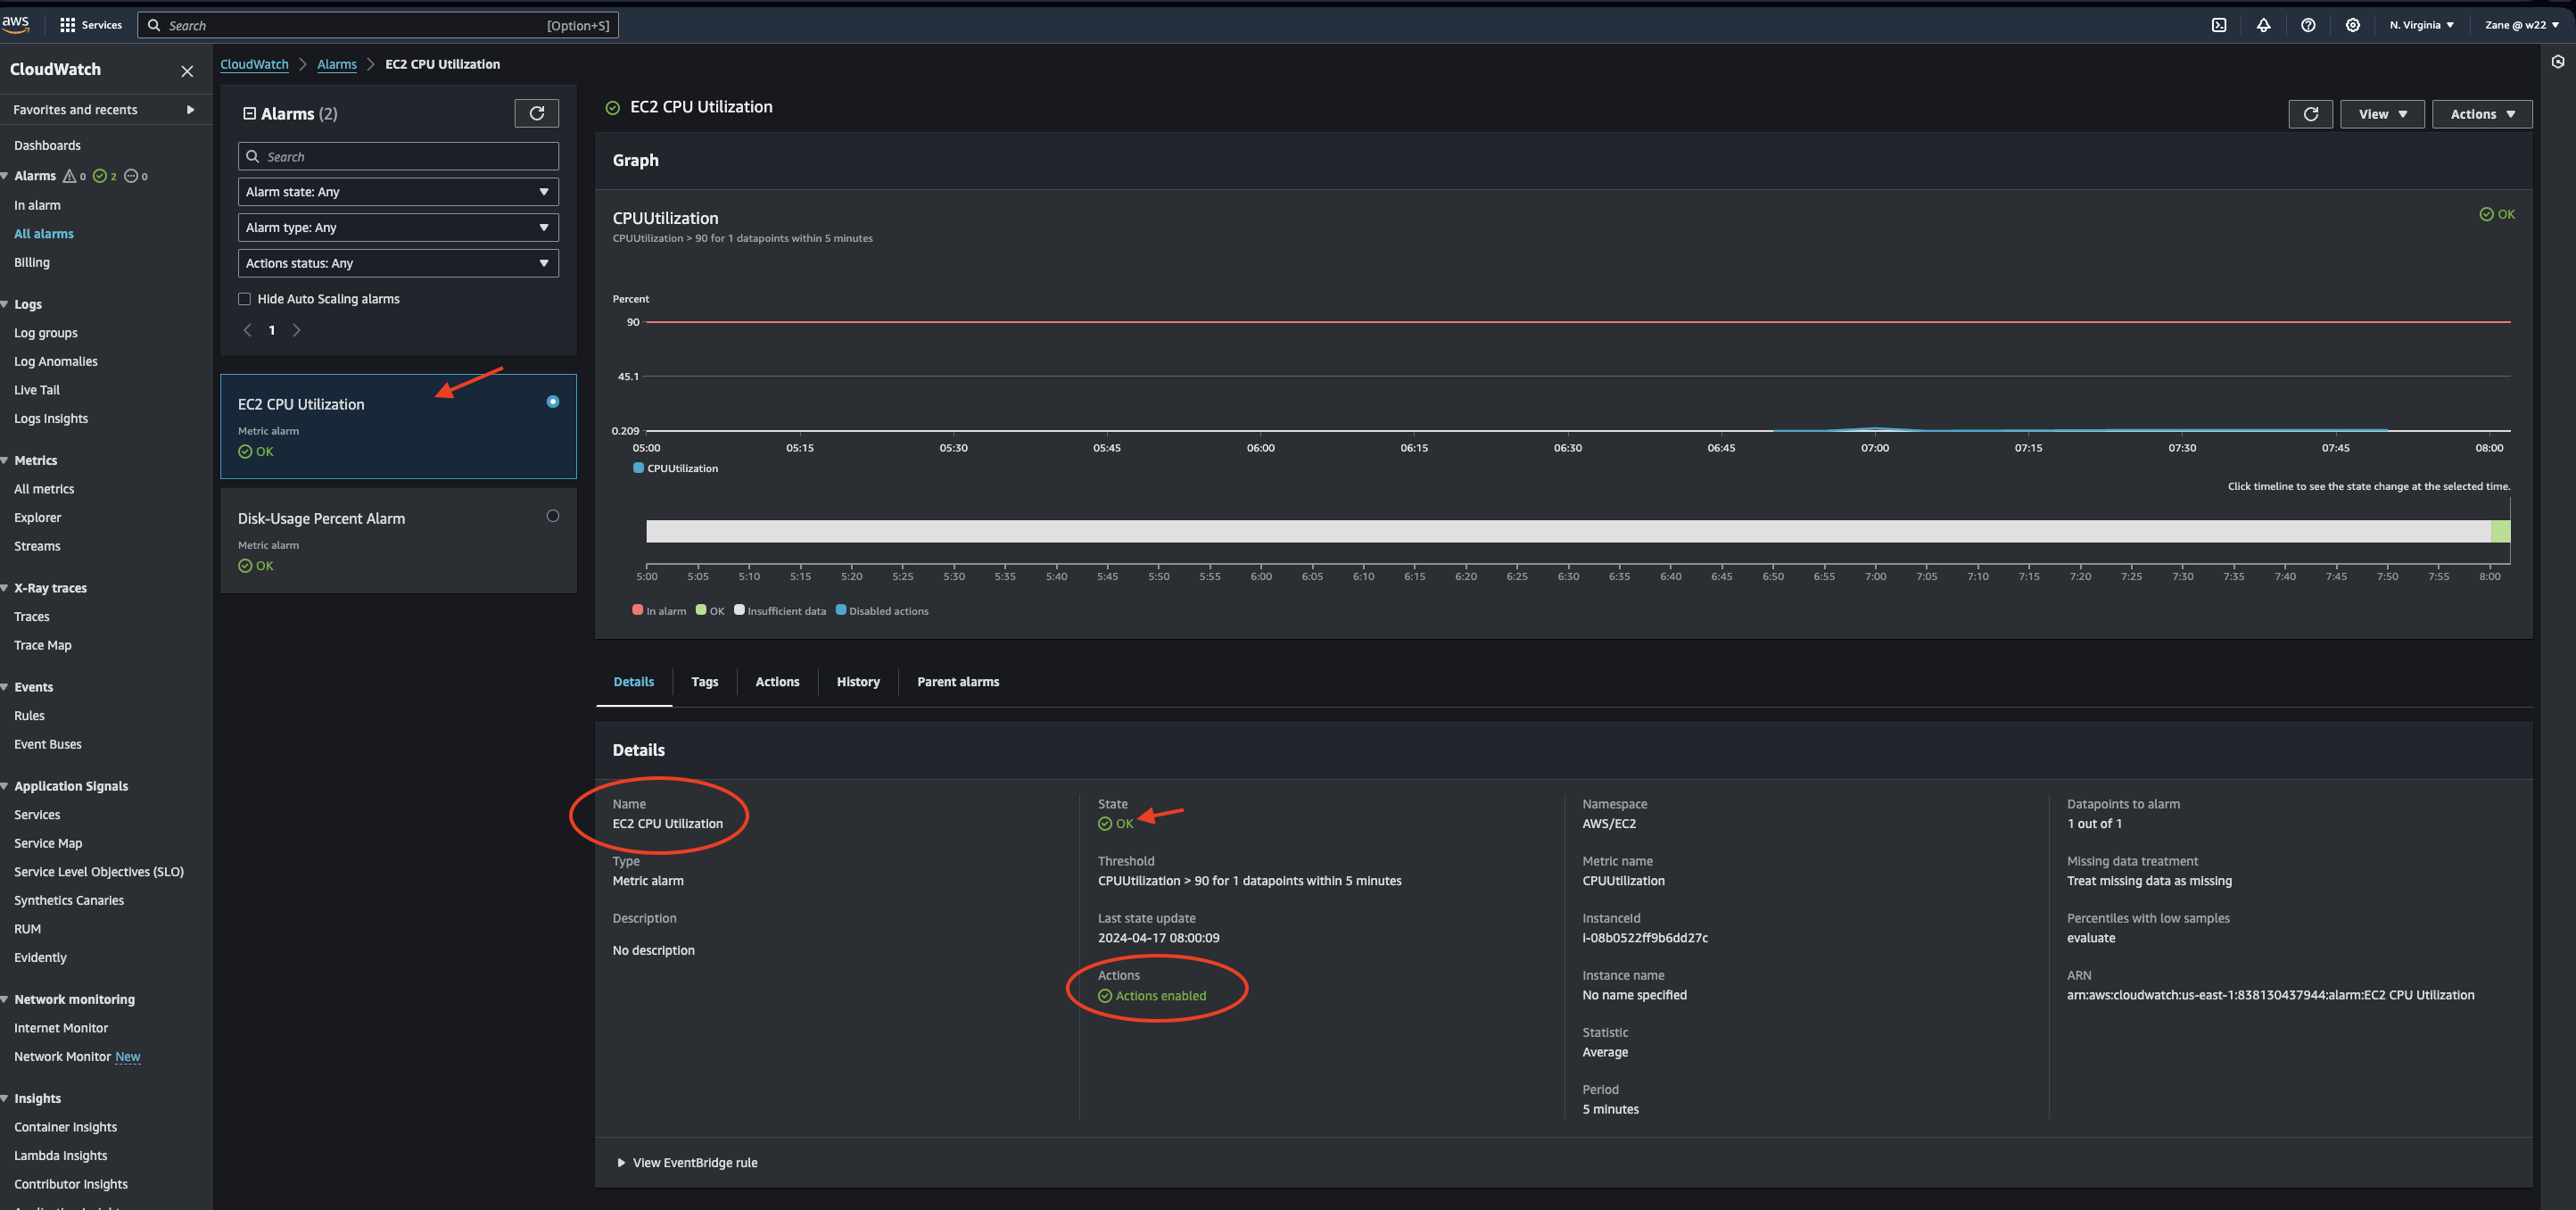 aws
Services
Search
[Option+S]
N. Virginia
Zane @ w22
CloudWatch
Favorites and recents
Dashboards
Alarms 0 2 0
In alarm
All alarms
Billing
Logs
Log groups
Log Anomalies
Live Tail
Logs Insights
Metrics
All metrics
Explorer
Streams
X-Ray traces
Traces
Trace Map
Events
Rules
Event Buses
Application Signals
Services
Service Map
Service Level Objectives (SLO)
Synthetics Canaries
RUM
Evidently
Network monitoring
Internet Monitor
Network Monitor New
Insights
Container Insights
Lambda Insights
Contributor Insights
CloudWatch
Alarms
EC2 CPU Utilization
Alarms (2)
Search
Alarm state: Any
Alarm type: Any
Actions status: Any
Hide Auto Scaling alarms
1
EC2 CPU Utilization
Metric alarm
OK
Disk-Usage Percent Alarm
Metric alarm
OK
EC2 CPU Utilization
View
Actions
Graph
CPUUtilization
OK
CPUUtilization > 90 for 1 datapoints within 5 minutes
Percent
90
45.1
0.209
05:00 05:15 05:30 05:45 06:00 06:15 06:30 06:45 07:00 07:15 07:30 07:45 08:00
CPUUtilization
Click timeline to see the state change at the selected time.
5:00 5:05 5:10 5:15 5:20 5:25 5:30 5:35 5:40 5:45 5:50 5:55 6:00 6:05 6:10 6:15 6:20 6:25 6:30 6:35 6:40 6:45 6:50 6:55 7:00 7:05 7:10 7:15 7:20 7:25 7:30 7:35 7:40 7:45 7:50 7:55 8:00
In alarm OK Insufficient data Disabled actions
Details Tags Actions History Parent alarms
Details
Name
EC2 CPU Utilization
Type
Metric alarm
Description
No description
State
OK
Threshold
CPUUtilization > 90 for 1 datapoints within 5 minutes
Last state update
2024-04-17 08:00:09
Actions
Actions enabled
Namespace
AWS/EC2
Metric name
CPUUtilization
InstanceId
i-08b0522ff9b6dd27c
Instance name
No name specified
Statistic
Average
Period
5 minutes
Datapoints to alarm
1 out of 1
Missing data treatment
Treat missing data as missing
Percentiles with low samples
evaluate
ARN
arn:aws:cloudwatch:us-east-1:838130437944:alarm:EC2 CPU Utilization
View EventBridge rule